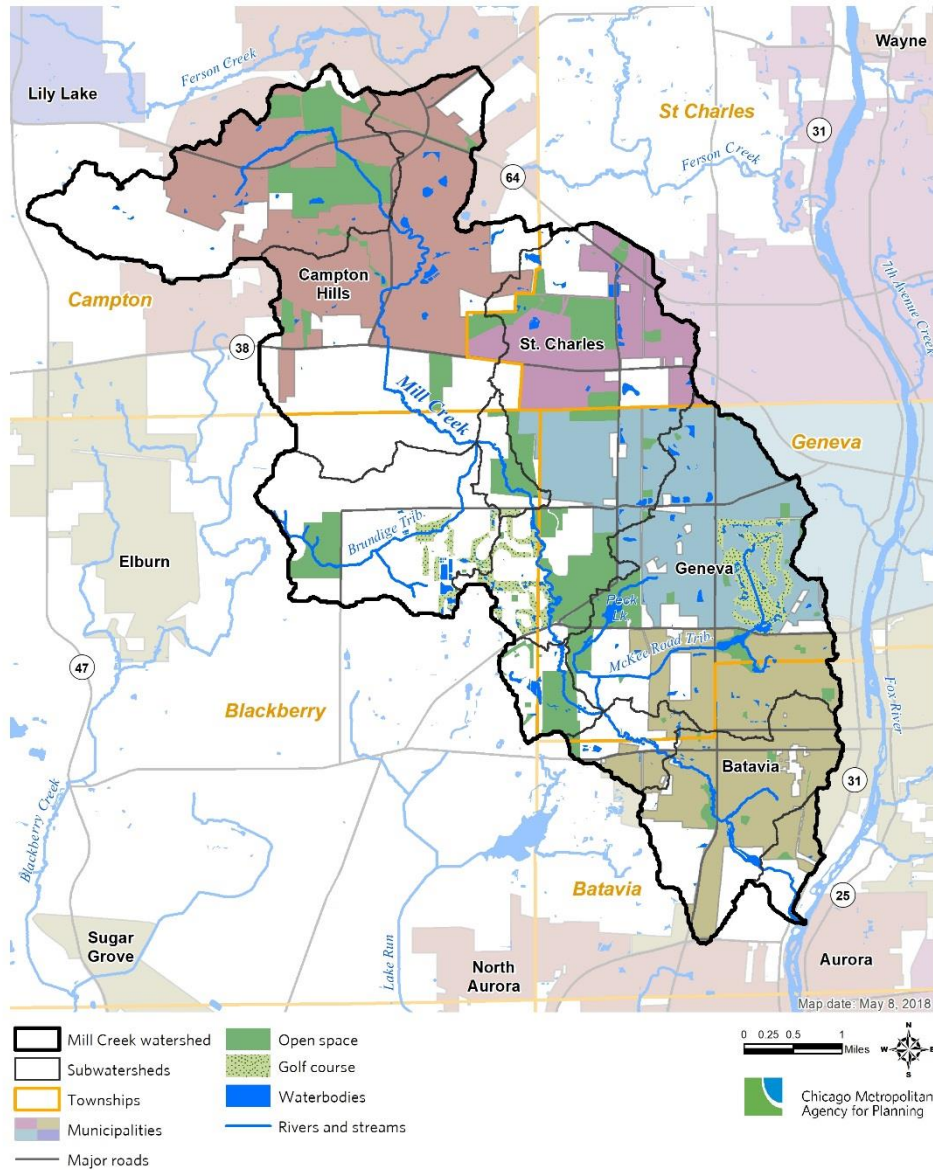 Wayne
Ferson Creek
Lily Lake
St Charles
31
Ferson Creek
64
7th Avenue Creek
Campton
Hills
Campton
St. Charles
38
Mill Creek
Geneva
Brundige Trib.
Elburn
Geneva
Peck
Lk.
McKee Road Trib.
47
Fox River
Blackberry
Batavia
31
Blackberry Creek
Batavia
25
Sugar
Grove
Lake Run
North
Aurora
Aurora
Map date: May 8, 2018
Mill Creek watershed
Subwatersheds
Townships
Municipalities
Major roads
Open space
Golf course
Waterbodies
Rivers and streams
0 0.25 0.5 1
Miles
N
W E
S
Chicago Metropolitan
Agency for Planning